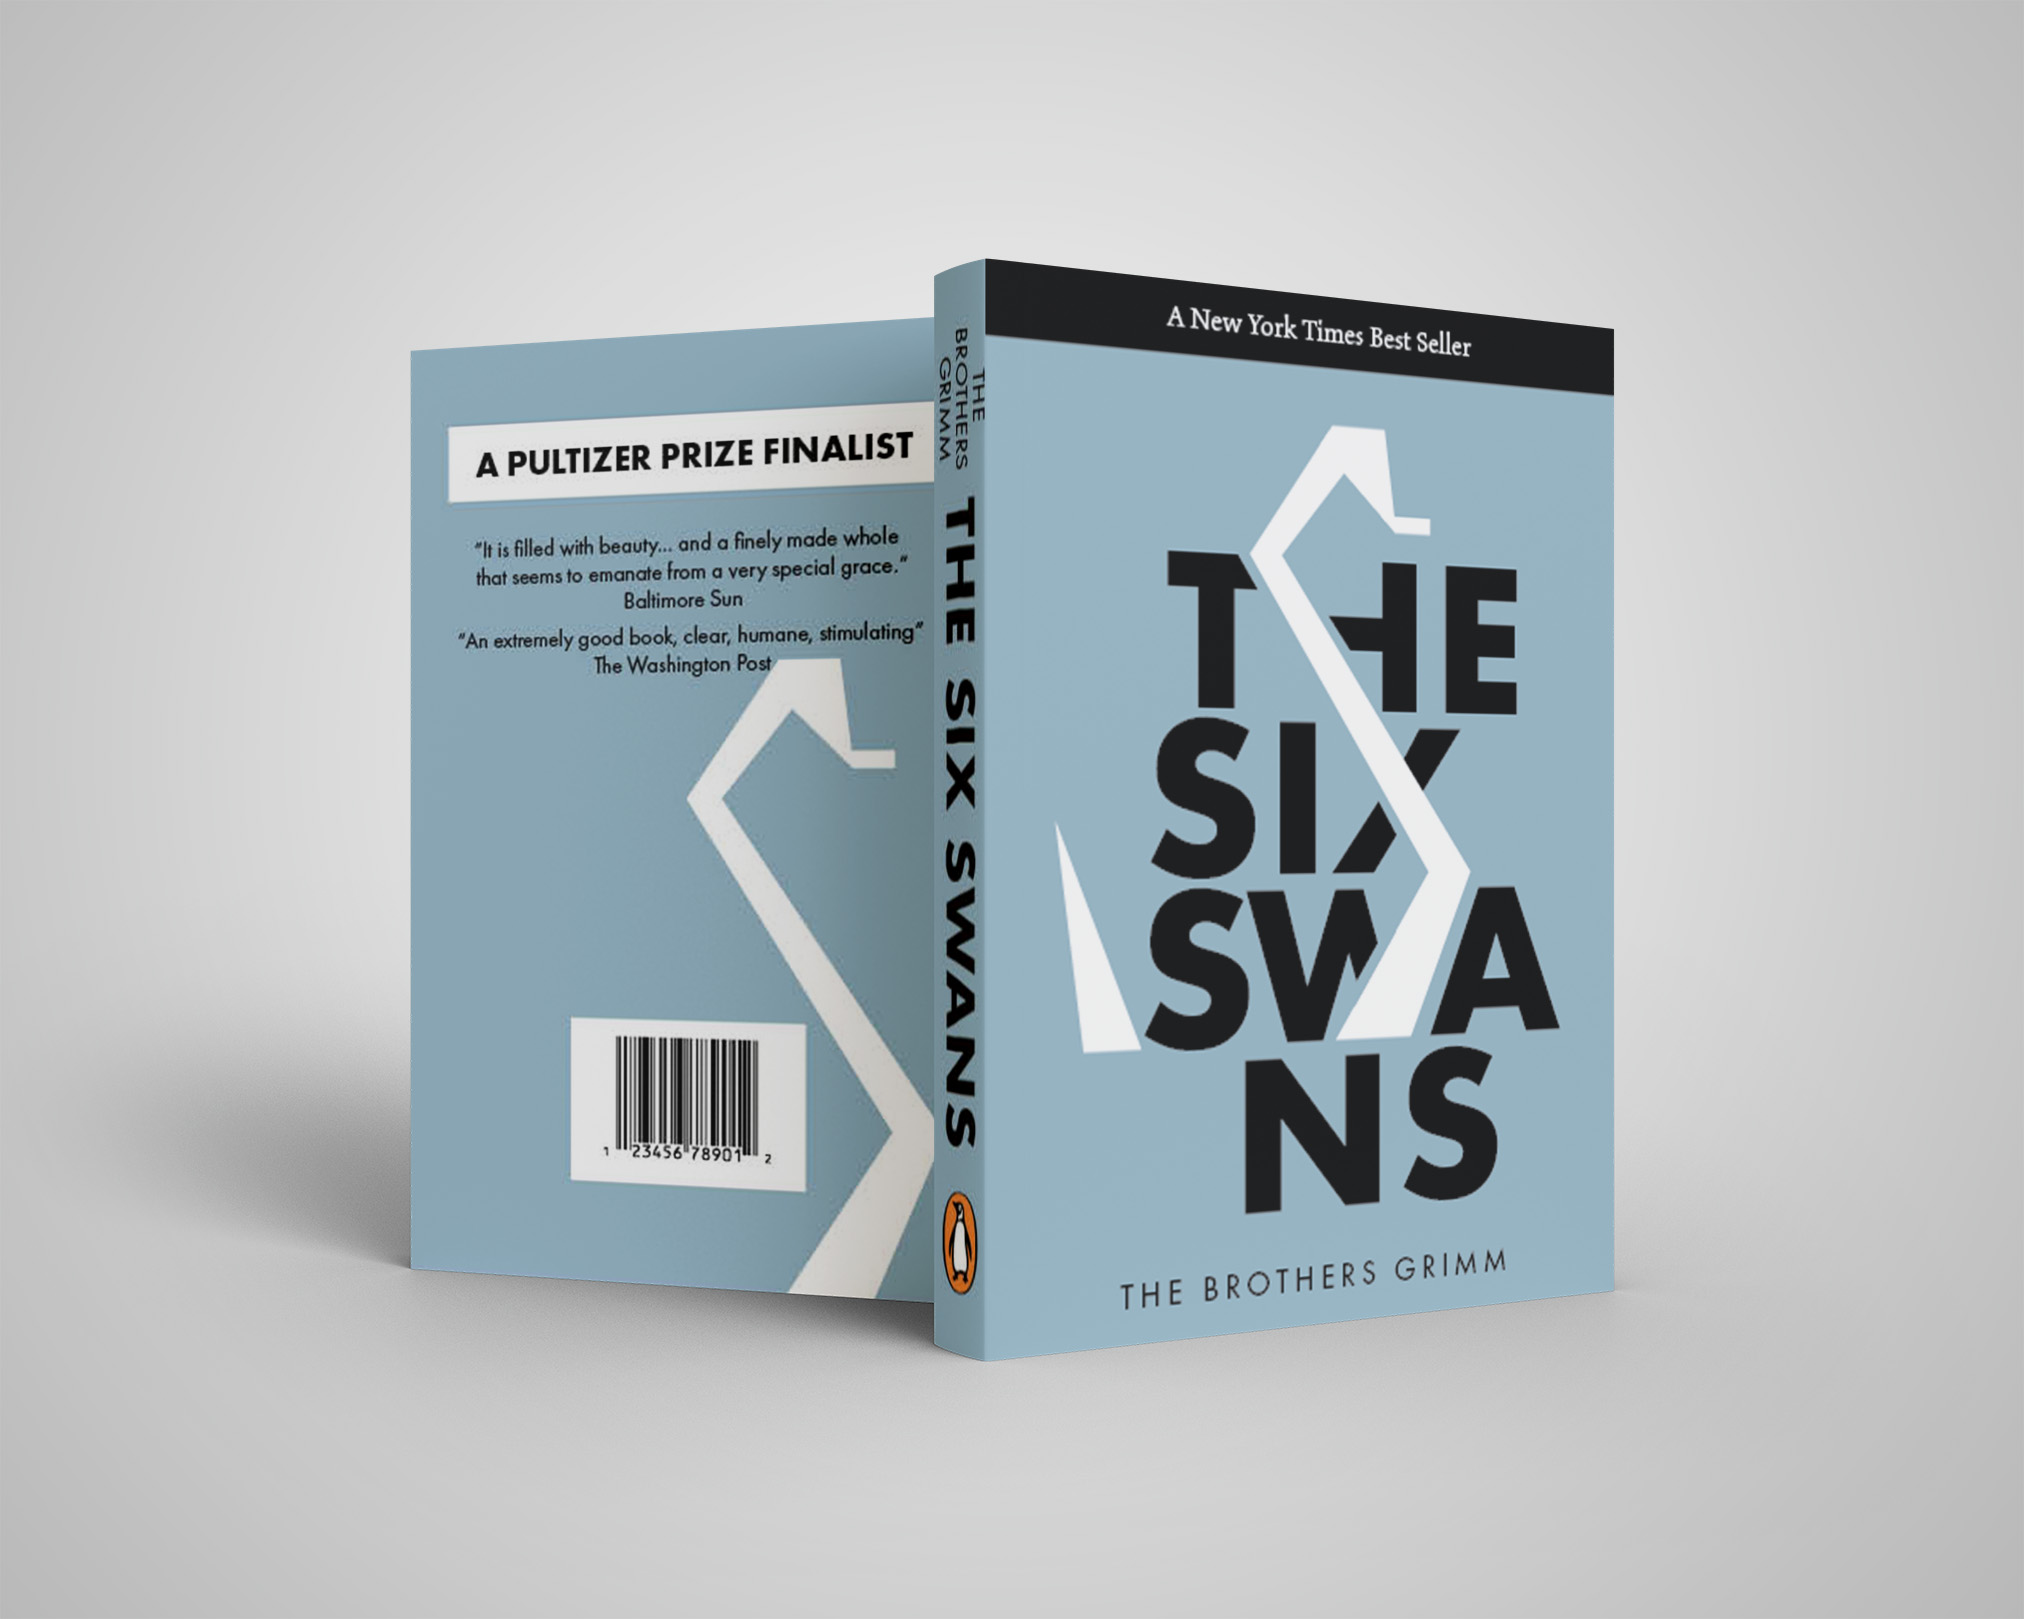 A PULTIZER PRIZE FINALIST
"It is filled with beauty... and a finely made whole
that seems to emanate from a very special grace."
Baltimore Sun
"An extremely good book, clear, humane, stimulating"
The Washington Post
1 23456 78901 2
THE
BROTHERS
GRIMM
THE SIX SWANS
A New York Times Best Seller
THE
SIX
SWA
NS
THE BROTHERS GRIMM